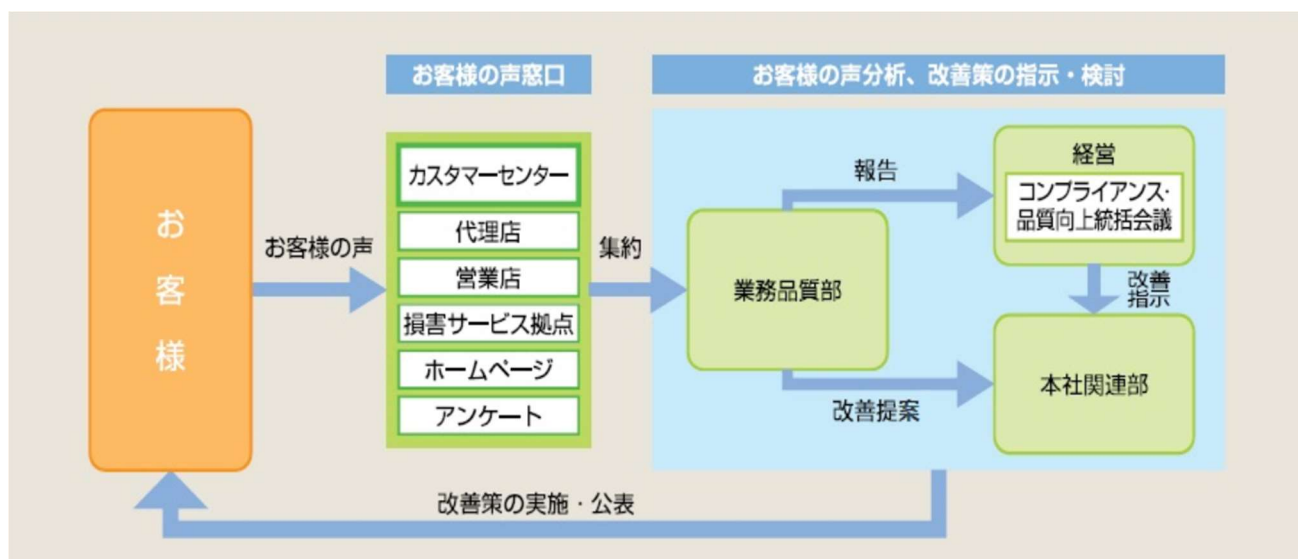 お客様の声窓口
お客様の声分析、改善策の指示・検討
お客様
お客様の声
カスタマーセンター
代理店
営業店
損害サービス拠点
ホームページ
アンケート
集約
業務品質部
報告
経営
コンプライアンス・
品質向上統括会議
改善
指示
改善提案
本社関連部
改善策の実施・公表